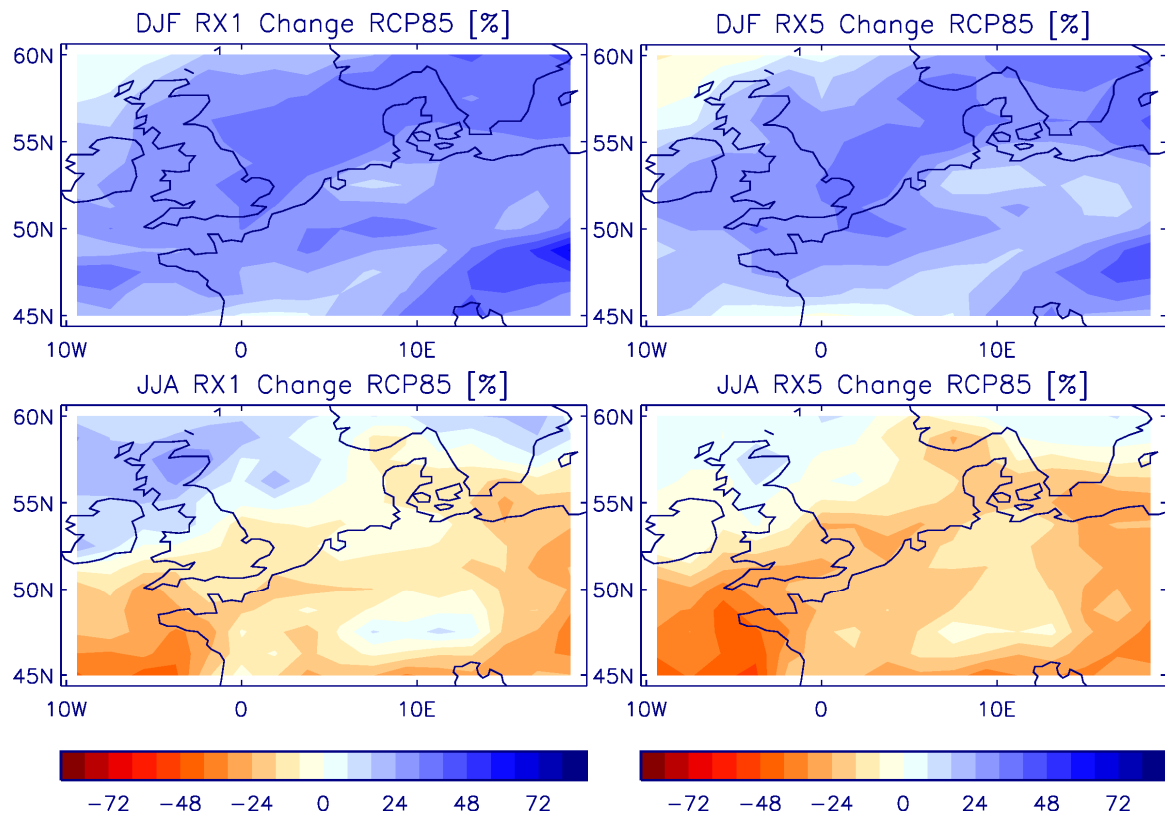 DJF RX1 Change RCP85 [%]
DJF RX5 Change RCP85 [%]
60N
55N
50N
45N
10W 0 10E
60N
55N
50N
45N
10W 0 10E
JJA RX1 Change RCP85 [%]
JJA RX5 Change RCP85 [%]
60N
55N
50N
45N
10W 0 10E
60N
55N
50N
45N
10W 0 10E
−72 −48 −24 0 24 48 72
−72 −48 −24 0 24 48 72